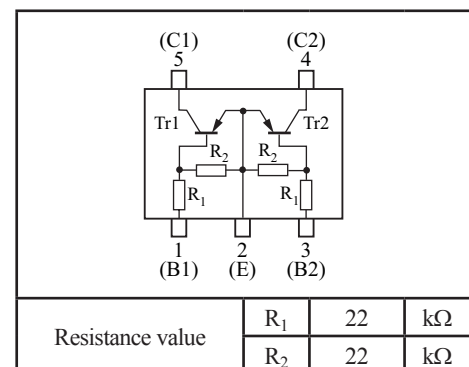 (C1) (C2)
5 4
Tr1 Tr2
R2 R2
R1 R1
1 2 3
(B1) (E) (B2)
Resistance value R1 22 kΩ
R2 22 kΩ